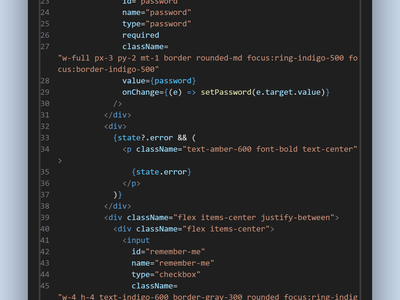 23 id="password"
24 name="password"
25 type="password"
26 required
27 className=
"w-full px-3 py-2 mt-1 border rounded-md focus:ring-indigo-500 fo
cus:border-indigo-500"
28 value={password}
29 onChange={(e) => setPassword(e.target.value)}
30 />
31 </div>
32 <div>
33 {state?.error && (
34 <p className="text-amber-600 font-bold text-center"
>
35 {state.error}
36 </p>
37 )}
38 </div>
39 <div className="flex items-center justify-between">
40 <div className="flex items-center">
41 <input
42 id="remember-me"
43 name="remember-me"
44 type="checkbox"
45 className=
"w-4 h-4 text-indigo-600 border-gray-300 rounded focus:ring-indig